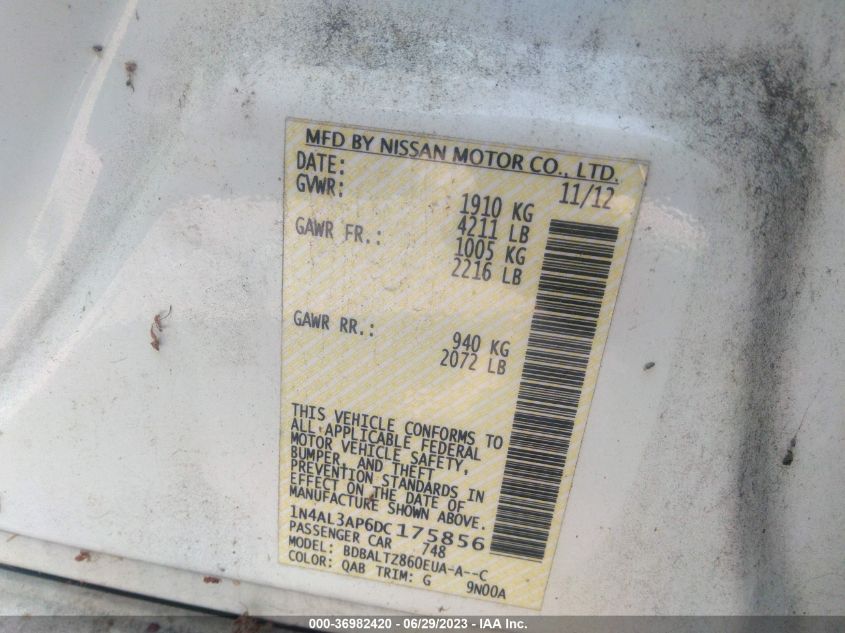 MFD BY NISSAN MOTOR CO., LTD.
DATE: 11/12
GVWR: 1910 KG
4211 LB
GAWR FR.: 1005 KG
2216 LB
GAWR RR.: 940 KG
2072 LB
THIS VEHICLE CONFORMS TO
ALL APPLICABLE FEDERAL
MOTOR VEHICLE SAFETY,
BUMPER, AND THEFT
PREVENTION STANDARDS IN
EFFECT ON THE DATE OF
MANUFACTURE SHOWN ABOVE.
1N4AL3AP6DC175856
PASSENGER CAR 748
MODEL: BDBALTZ860EUA-A--C
COLOR: QAB TRIM: G 9N00A
000-36982420 - 06/29/2023 - IAA Inc.